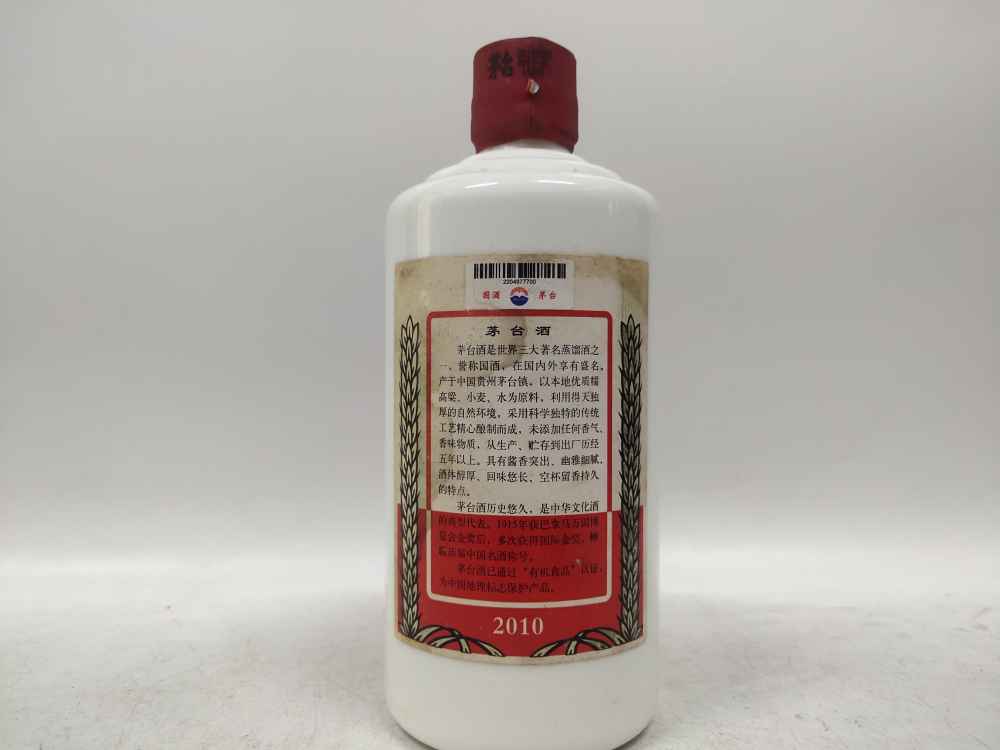 茅台
2204977700
国酒 茅台
茅台酒
茅台酒是世界三大著名蒸馏酒之
一，誉称国酒，在国内外享有盛名。
产于中国贵州茅台镇。以本地优质糯
高粱、小麦、水为原料，利用得天独
厚的自然环境，采用科学独特的传统
工艺精心酿制而成，未添加任何香气、
香味物质，从生产、贮存到出厂历经
五年以上。具有酱香突出、幽雅细腻、
酒体醇厚、回味悠长、空杯留香持久
的特点。
茅台酒历史悠久，是中华文化酒
的典型代表。1915年获巴拿马万国博
览会金奖后，多次获得国际金奖，蝉
联历届中国名酒称号。
茅台酒已通过“有机食品”认证，
为中国地理标志保护产品。
2010